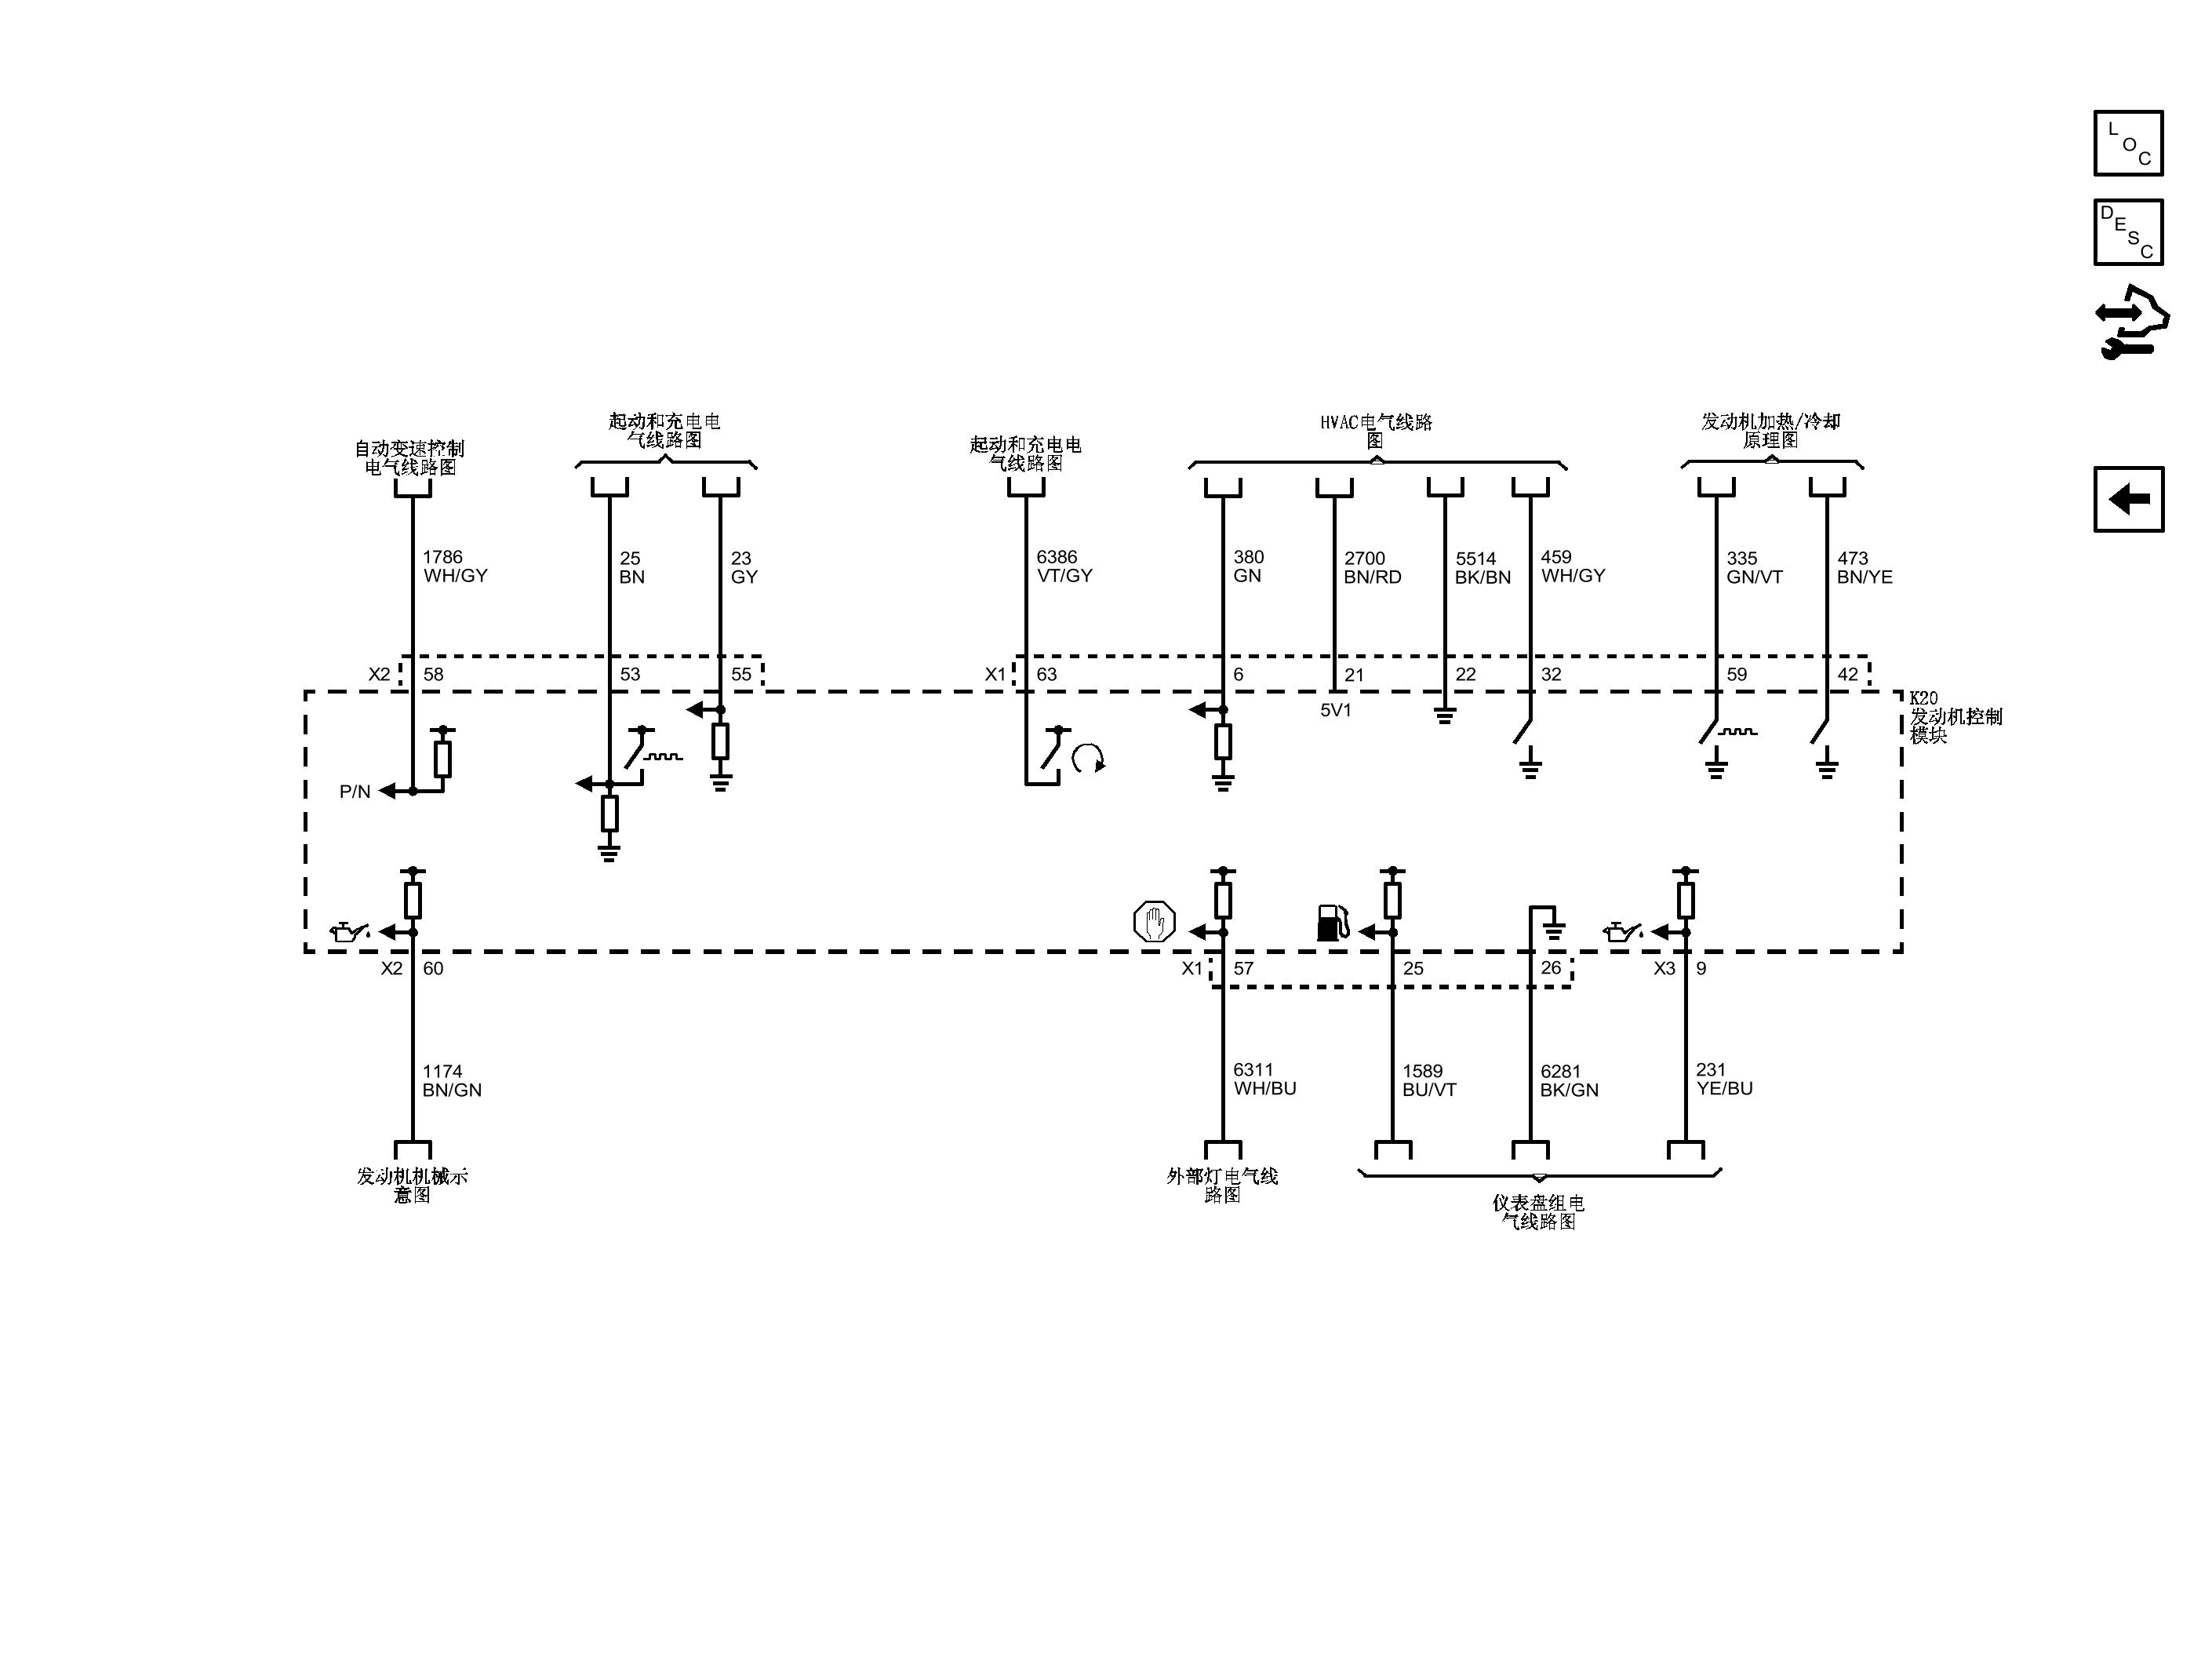 L
O
C
D
E
S
C
自动变速控制
电气线路图
起动和充电电
气线路图
起动和充电电
气线路图
HVAC电气线路
图
发动机加热/冷却
原理图
1786
WH/GY
25
BN
23
GY
6386
VT/GY
380
GN
2700
BN/RD
5514
BK/BN
459
WH/GY
335
GN/VT
473
BN/YE
X2 58 53 55 X1 63 6 21 22 32 59 42
5V1
K20
发动机控制
模块
P/N
X2 60 X1 57 25 26 X3 9
1174
BN/GN
6311
WH/BU
1589
BU/VT
6281
BK/GN
231
YE/BU
发动机机械示
意图
外部灯电气线
路图
仪表盘组电
气线路图